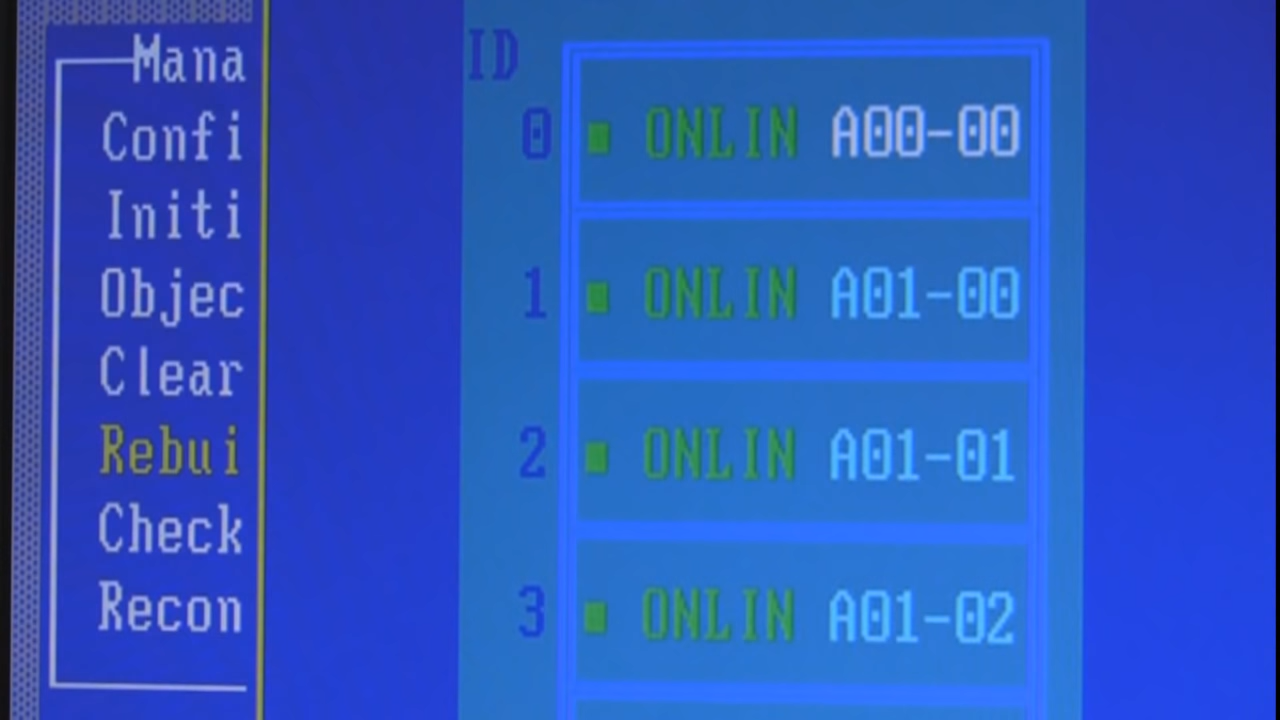 Mana
Confi
Initi
Objec
Clear
Rebui
Check
Recon
ID
0 ONLIN A00-00
1 ONLIN A01-00
2 ONLIN A01-01
3 ONLIN A01-02